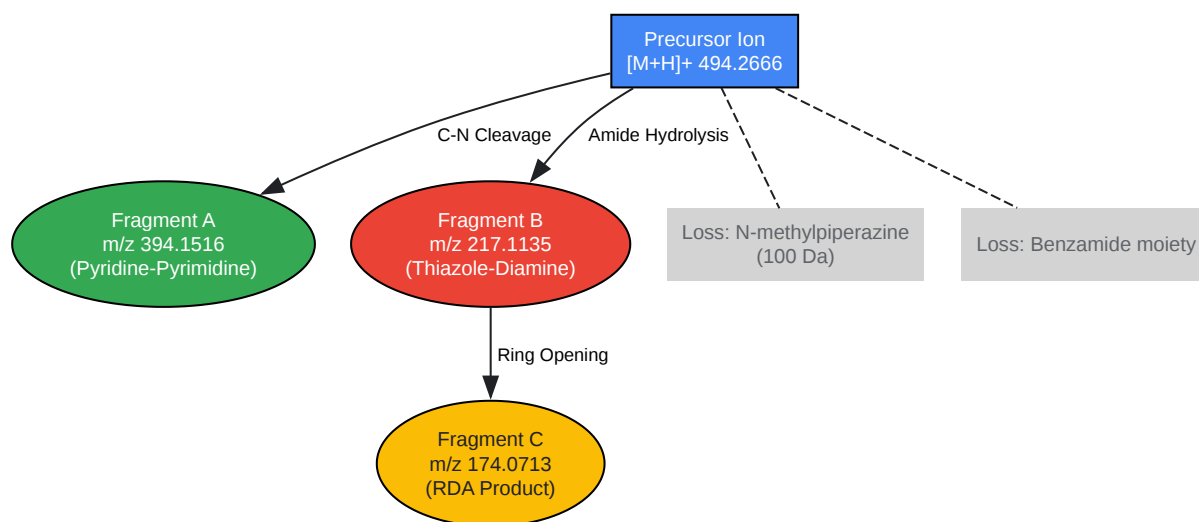 Precursor Ion
[M+H]+ 494.2666
C-N Cleavage
Amide Hydrolysis
Fragment A
m/z 394.1516
(Pyridine-Pyrimidine)
Fragment B
m/z 217.1135
(Thiazole-Diamine)
Loss: N-methylpiperazine
(100 Da)
Loss: Benzamide moiety
Ring Opening
Fragment C
m/z 174.0713
(RDA Product)